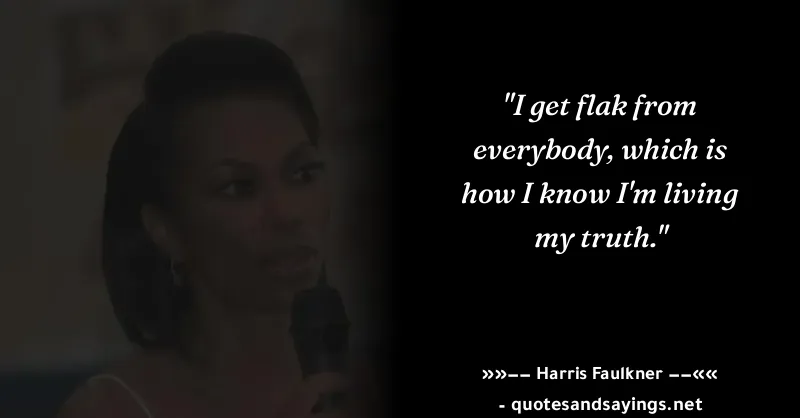 "I get flak from
everybody, which is
how I know I'm living
my truth."
»»–– Harris Faulkner ––««
- quotesandsayings.net